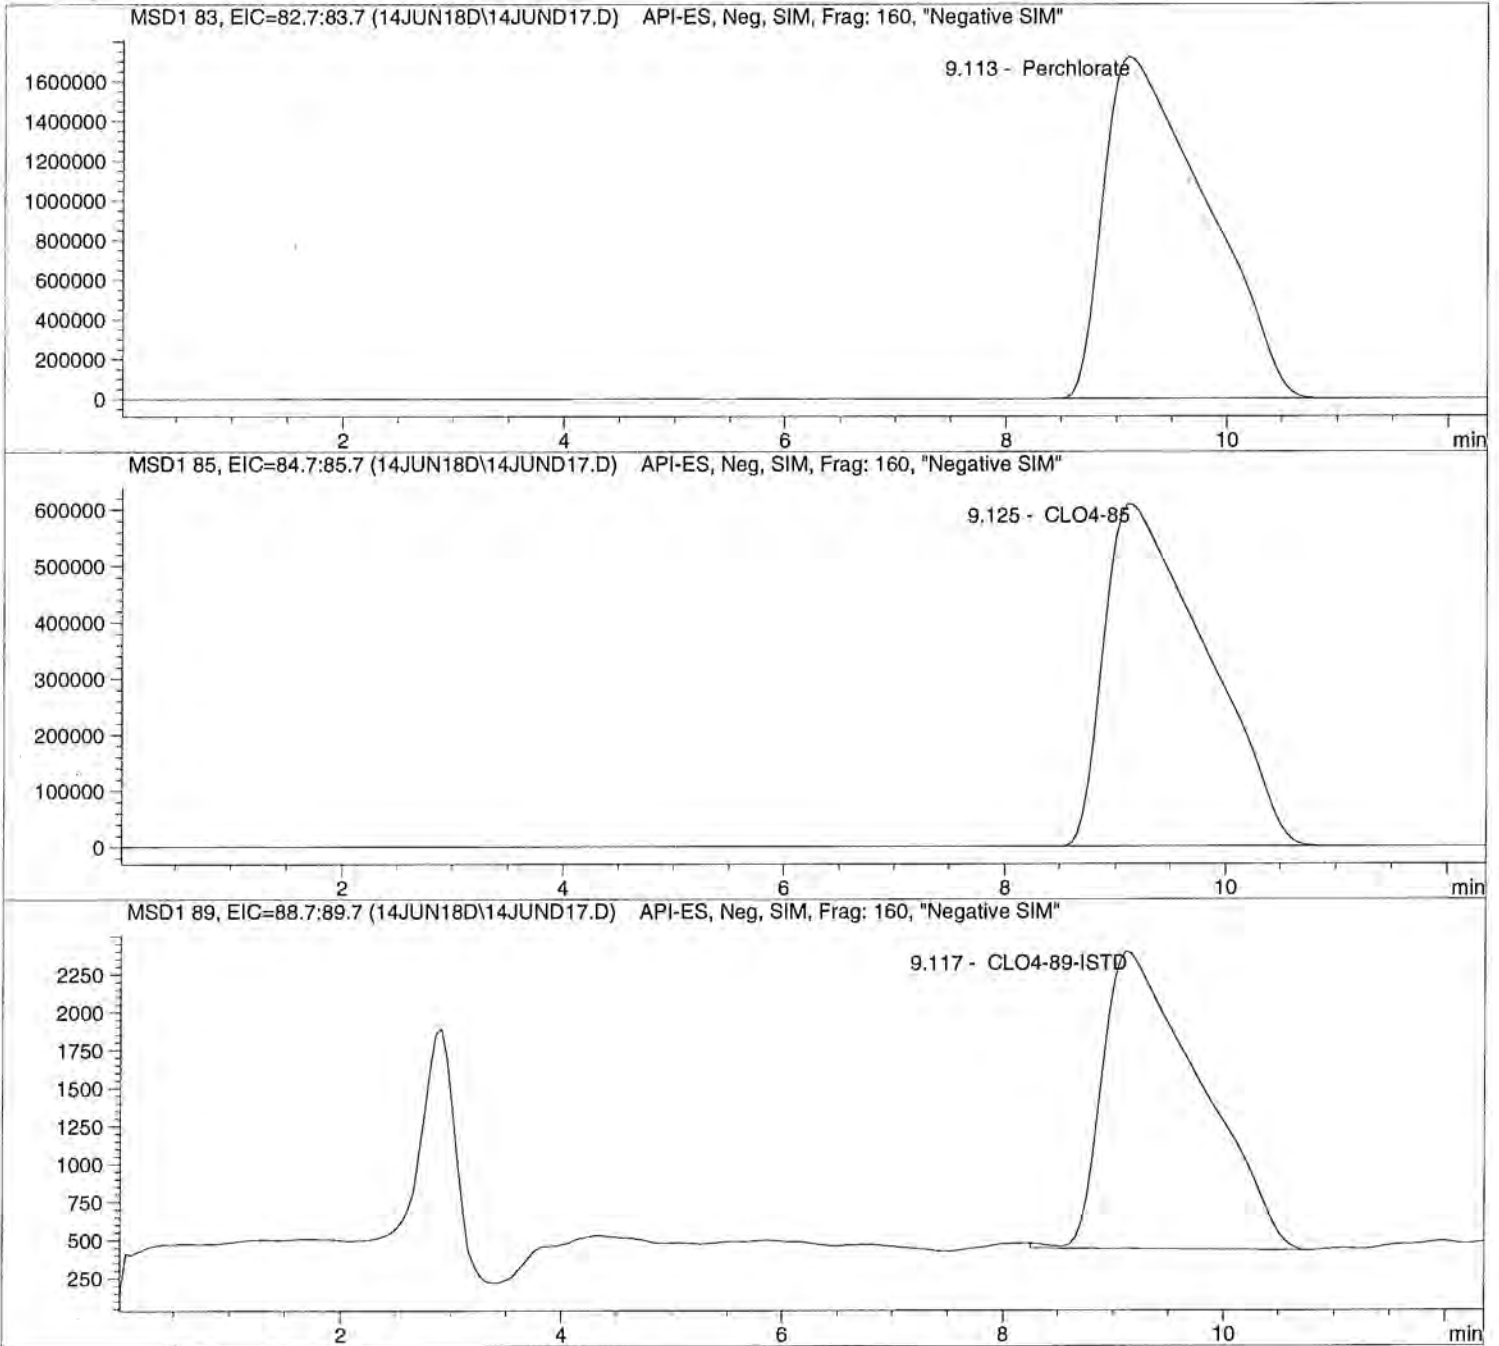 MSD1 83, EIC=82.7:83.7 (14JUN18D\14JUND17.D) API-ES, Neg, SIM, Frag: 160, "Negative SIM"
9.113 - Perchlorate
1600000
1400000
1200000
1000000
800000
600000
400000
200000
0
2 4 6 8 10 min
MSD1 85, EIC=84.7:85.7 (14JUN18D\14JUND17.D) API-ES, Neg, SIM, Frag: 160, "Negative SIM"
9.125 - CLO4-85
600000
500000
400000
300000
200000
100000
0
2 4 6 8 10 min
MSD1 89, EIC=88.7:89.7 (14JUN18D\14JUND17.D) API-ES, Neg, SIM, Frag: 160, "Negative SIM"
9.117 - CLO4-89-ISTD
2250
2000
1750
1500
1250
1000
750
500
250
2 4 6 8 10 min